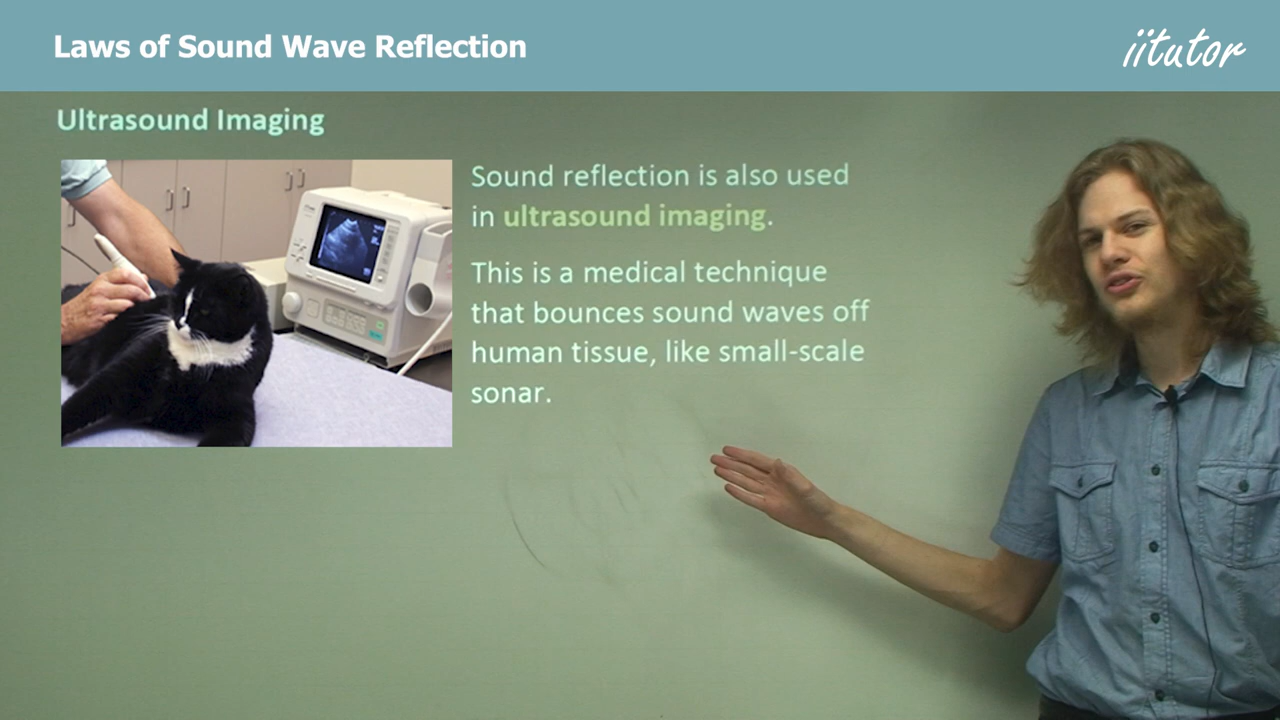 Laws of Sound Wave Reflection
iitutor
Ultrasound Imaging
Sound reflection is also used
in ultrasound imaging.
This is a medical technique
that bounces sound waves off
human tissue, like small-scale
sonar.